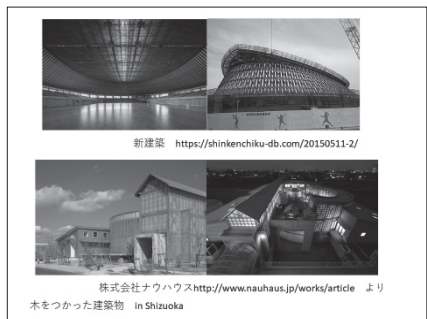 新建築　https://shinkenchiku-db.com/20150511-2/
株式会社ナウハウスhttp://www.nauhaus.jp/works/article　より
木をつかった建築物　in Shizuoka